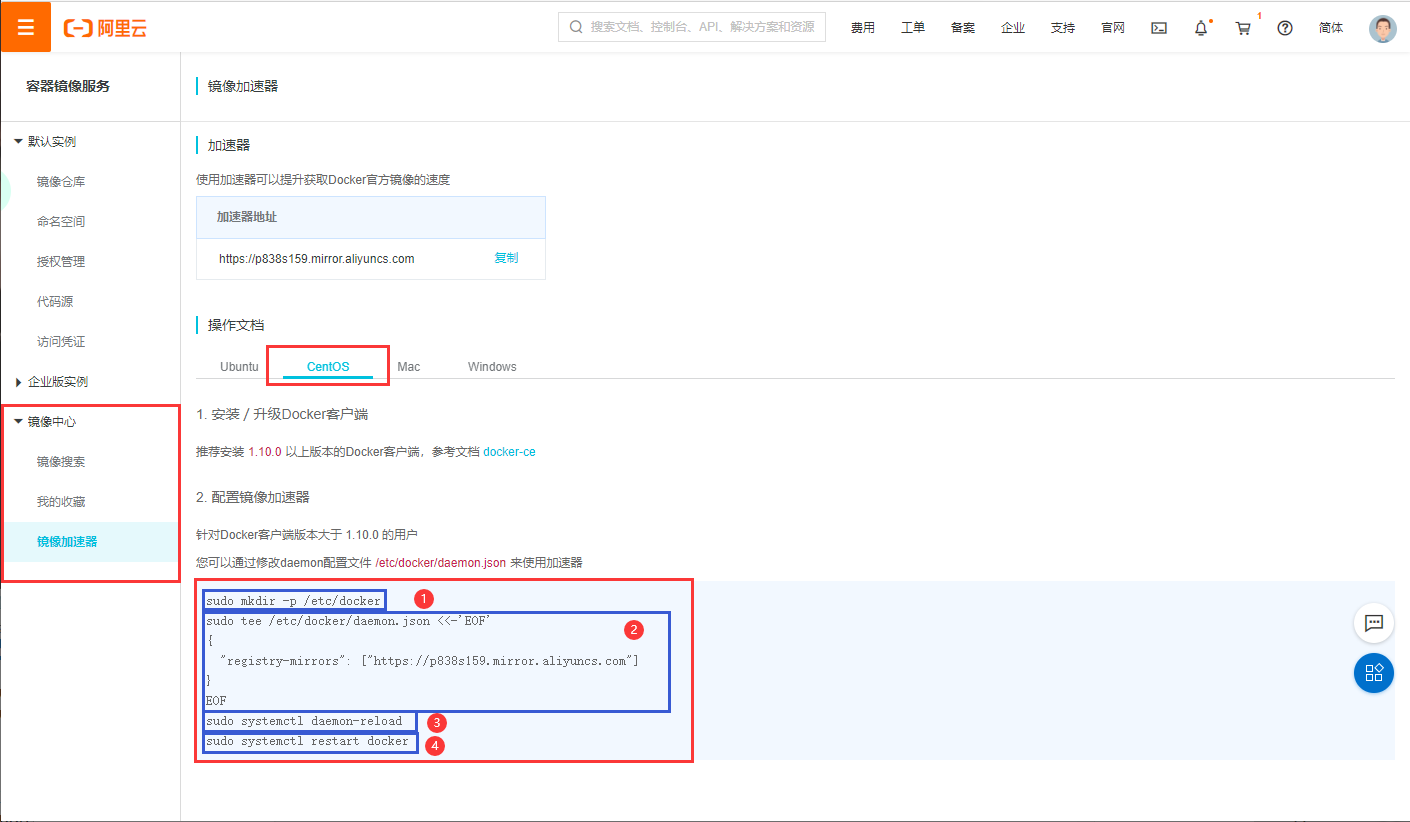 阿里云
搜索文档、控制台、API、解决方案和资源
费用 工单 备案 企业 支持 官网 1 简体
容器镜像服务
默认实例
镜像仓库
命名空间
授权管理
代码源
访问凭证
企业版实例
镜像中心
镜像搜索
我的收藏
镜像加速器
镜像加速器
加速器
使用加速器可以提升获取Docker官方镜像的速度
加速器地址
https://p838s159.mirror.aliyuncs.com 复制
操作文档
Ubuntu CentOS Mac Windows
1. 安装 / 升级Docker客户端
推荐安装 1.10.0 以上版本的Docker客户端，参考文档 docker-ce
2. 配置镜像加速器
针对Docker客户端版本大于 1.10.0 的用户
您可以通过修改daemon配置文件 /etc/docker/daemon.json 来使用加速器
sudo mkdir -p /etc/docker 1
sudo tee /etc/docker/daemon.json <<-'EOF' 2
{
"registry-mirrors": ["https://p838s159.mirror.aliyuncs.com"]
}
EOF
sudo systemctl daemon-reload 3
sudo systemctl restart docker 4